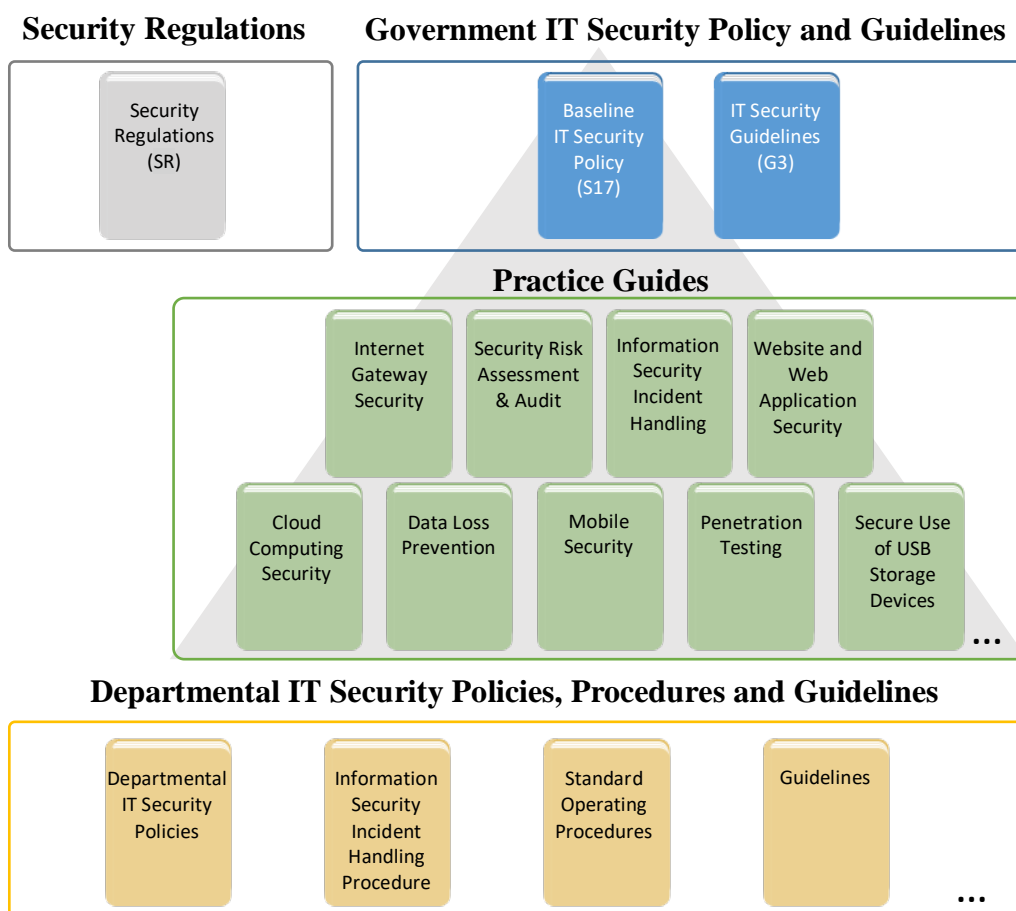 Security Regulations
Government IT Security Policy and Guidelines
Security
Regulations
(SR)
Baseline
IT Security
Policy
(S17)
IT Security
Guidelines
(G3)
Practice Guides
Internet
Gateway
Security
Security Risk
Assessment
& Audit
Information
Security
Incident
Handling
Website and
Web
Application
Security
Cloud
Computing
Security
Data Loss
Prevention
Mobile
Security
Penetration
Testing
Secure Use
of USB
Storage
Devices
...
Departmental IT Security Policies, Procedures and Guidelines
Departmental
IT Security
Policies
Information
Security
Incident
Handling
Procedure
Standard
Operating
Procedures
Guidelines
...